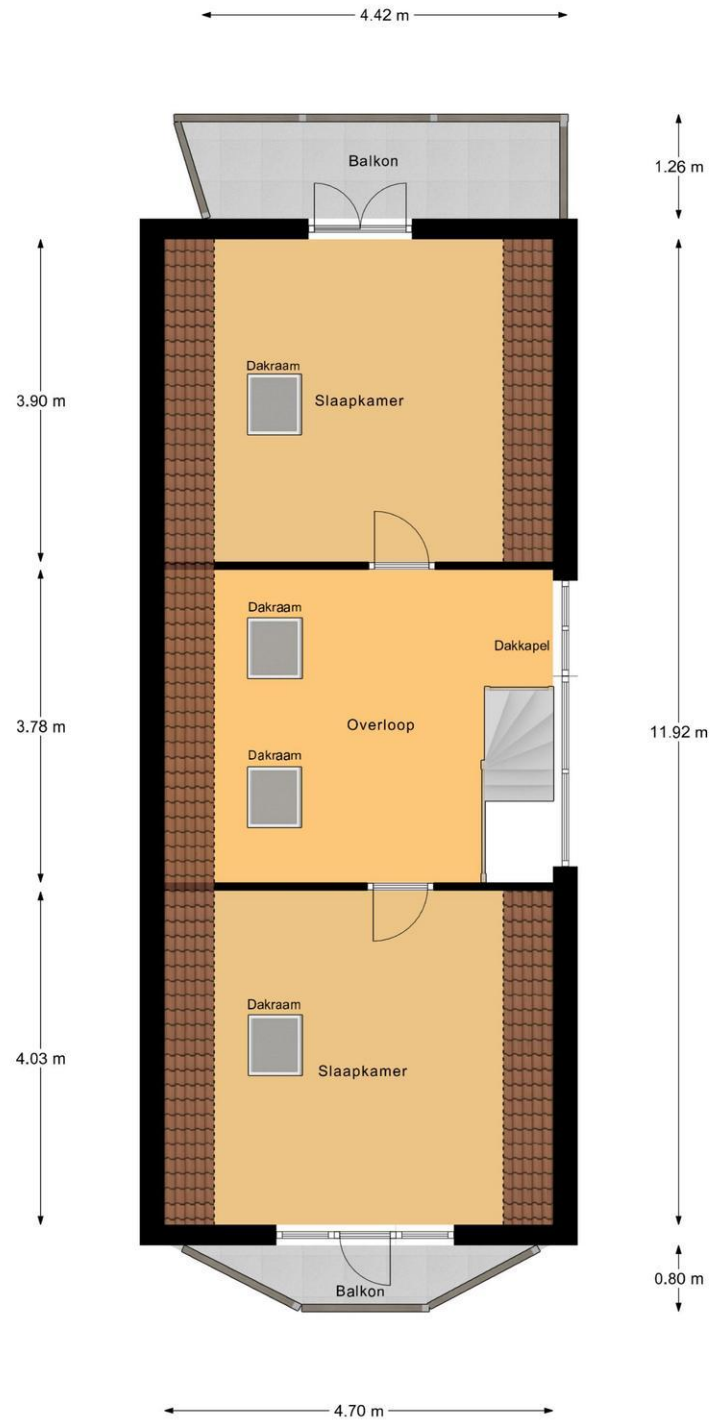 4.42 m
Balkon
1.26 m
Dakraam
Slaapkamer
3.90 m
Dakraam
Dakkapel
Overloop
3.78 m
11.92 m
Dakraam
Dakraam
4.03 m
Slaapkamer
0.80 m
Balkon
4.70 m